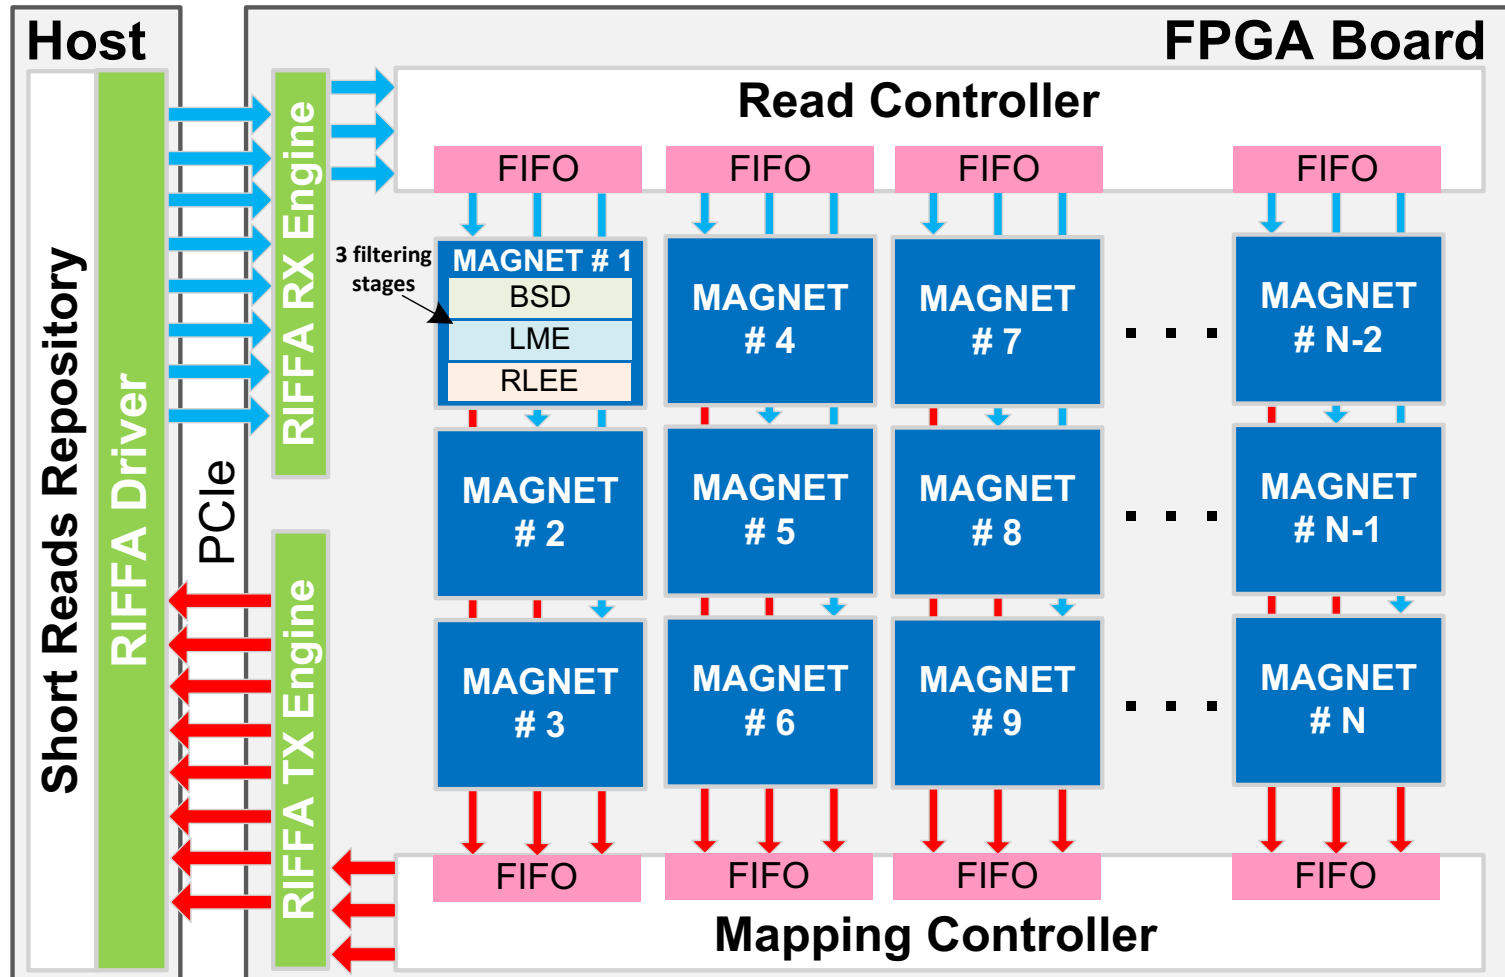 Host
FPGA Board
Short Reads Repository
RIFFA Driver
PCIe
RIFFA RX Engine
RIFFA TX Engine
Read Controller
FIFO
FIFO
FIFO
FIFO
3 filtering
stages
MAGNET # 1
BSD
LME
RLEE
MAGNET
# 4
MAGNET
# 7
. . .
MAGNET
# N-2
MAGNET
# 2
MAGNET
# 5
MAGNET
# 8
. . .
MAGNET
# N-1
MAGNET
# 3
MAGNET
# 6
MAGNET
# 9
. . .
MAGNET
# N
FIFO
FIFO
FIFO
FIFO
Mapping Controller